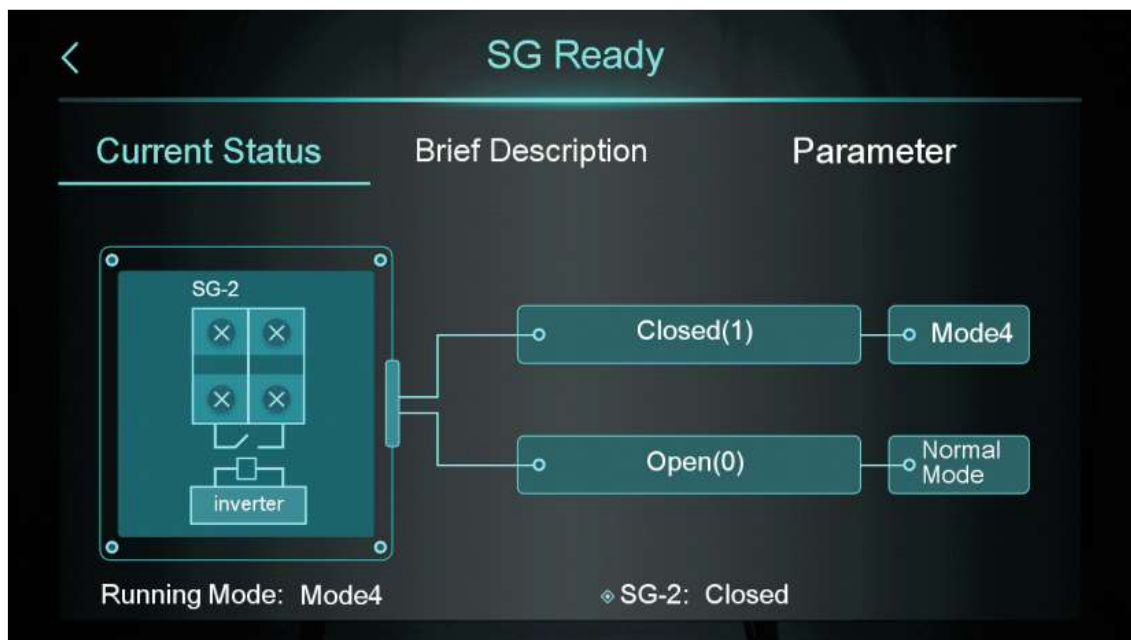 SG Ready
Current Status Brief Description Parameter
SG-2
Closed(1) Mode4
Open(0) Normal Mode
inverter
Running Mode: Mode4 SG-2: Closed